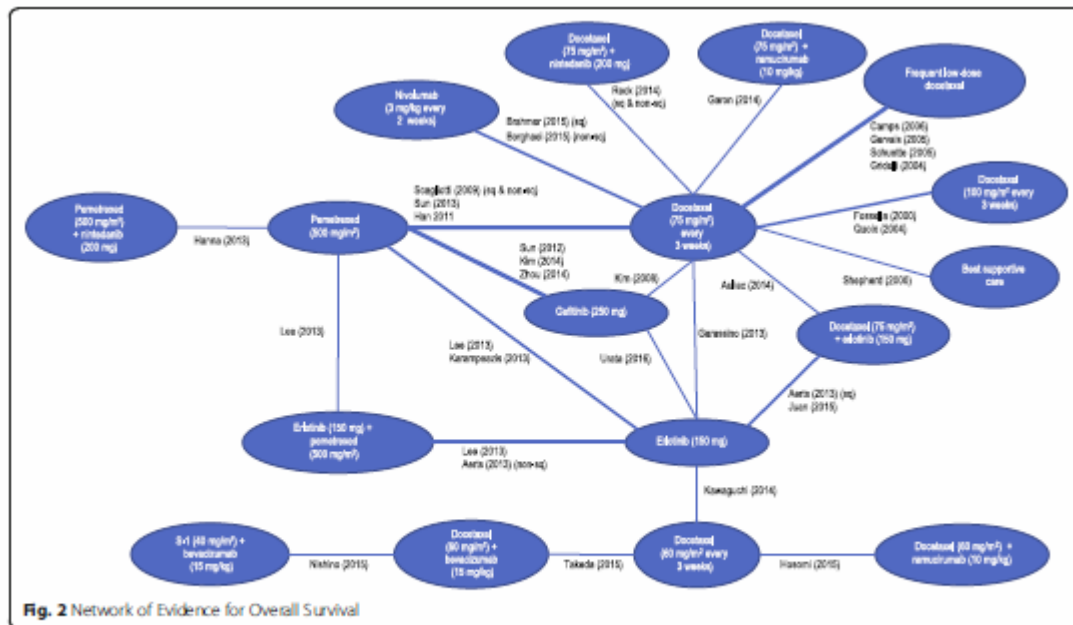 Docetaxel
(75 mg/m²) +
nintedanib (200 mg)
Docetaxel
(75 mg/m²) +
ramucirumab
(10 mg/kg)
Frequent low-dose
docetaxel
Nivolumab
(3 mg/kg every
2 weeks)
Reck (2014)
(sq & non-sq)
Garon (2014)
Brahmer (2015) (sq)
Borghaei (2015) (non-sq)
Camps (2006)
Gervais (2005)
Schuette (2005)
Gridelli (2004)
Docetaxel
(100 mg/m² every
3 weeks)
Pemetrexed
(500 mg/m²)
+ nintedanib
(200 mg)
Hanna (2013)
Pemetrexed
(500 mg/m²)
Scagliotti (2009) (sq & non-sq)
Sun (2013)
Han 2011
Docetaxel
(75 mg/m²)
every
3 weeks)
Fossella (2000)
Quoix (2004)
Sun (2012)
Kim (2014)
Zhou (2014)
Kim (2008)
Aslise (2014)
Shepherd (2000)
Best supportive
care
Gefitinib (250 mg)
Lee (2013)
Lee (2013)
Karampeazis (2013)
Urata (2016)
Garassino (2013)
Docetaxel (75 mg/m²)
+ erlotinib (150 mg)
Aerts (2013) (sq)
Juan (2015)
Erlotinib (150 mg) +
pemetrexed
(500 mg/m²)
Lee (2013)
Aerts (2013) (non-sq)
Erlotinib (150 mg)
Kawaguchi (2014)
S-1 (40 mg/m²) +
bevacizumab
(15 mg/kg)
Nishino (2015)
Docetaxel
(60 mg/m²) +
bevacizumab
(15 mg/kg)
Takeda (2015)
Docetaxel
(60 mg/m² every
3 weeks)
Hosomi (2015)
Docetaxel (60 mg/m²) +
ramucirumab (10 mg/kg)
Fig. 2 Network of Evidence for Overall Survival